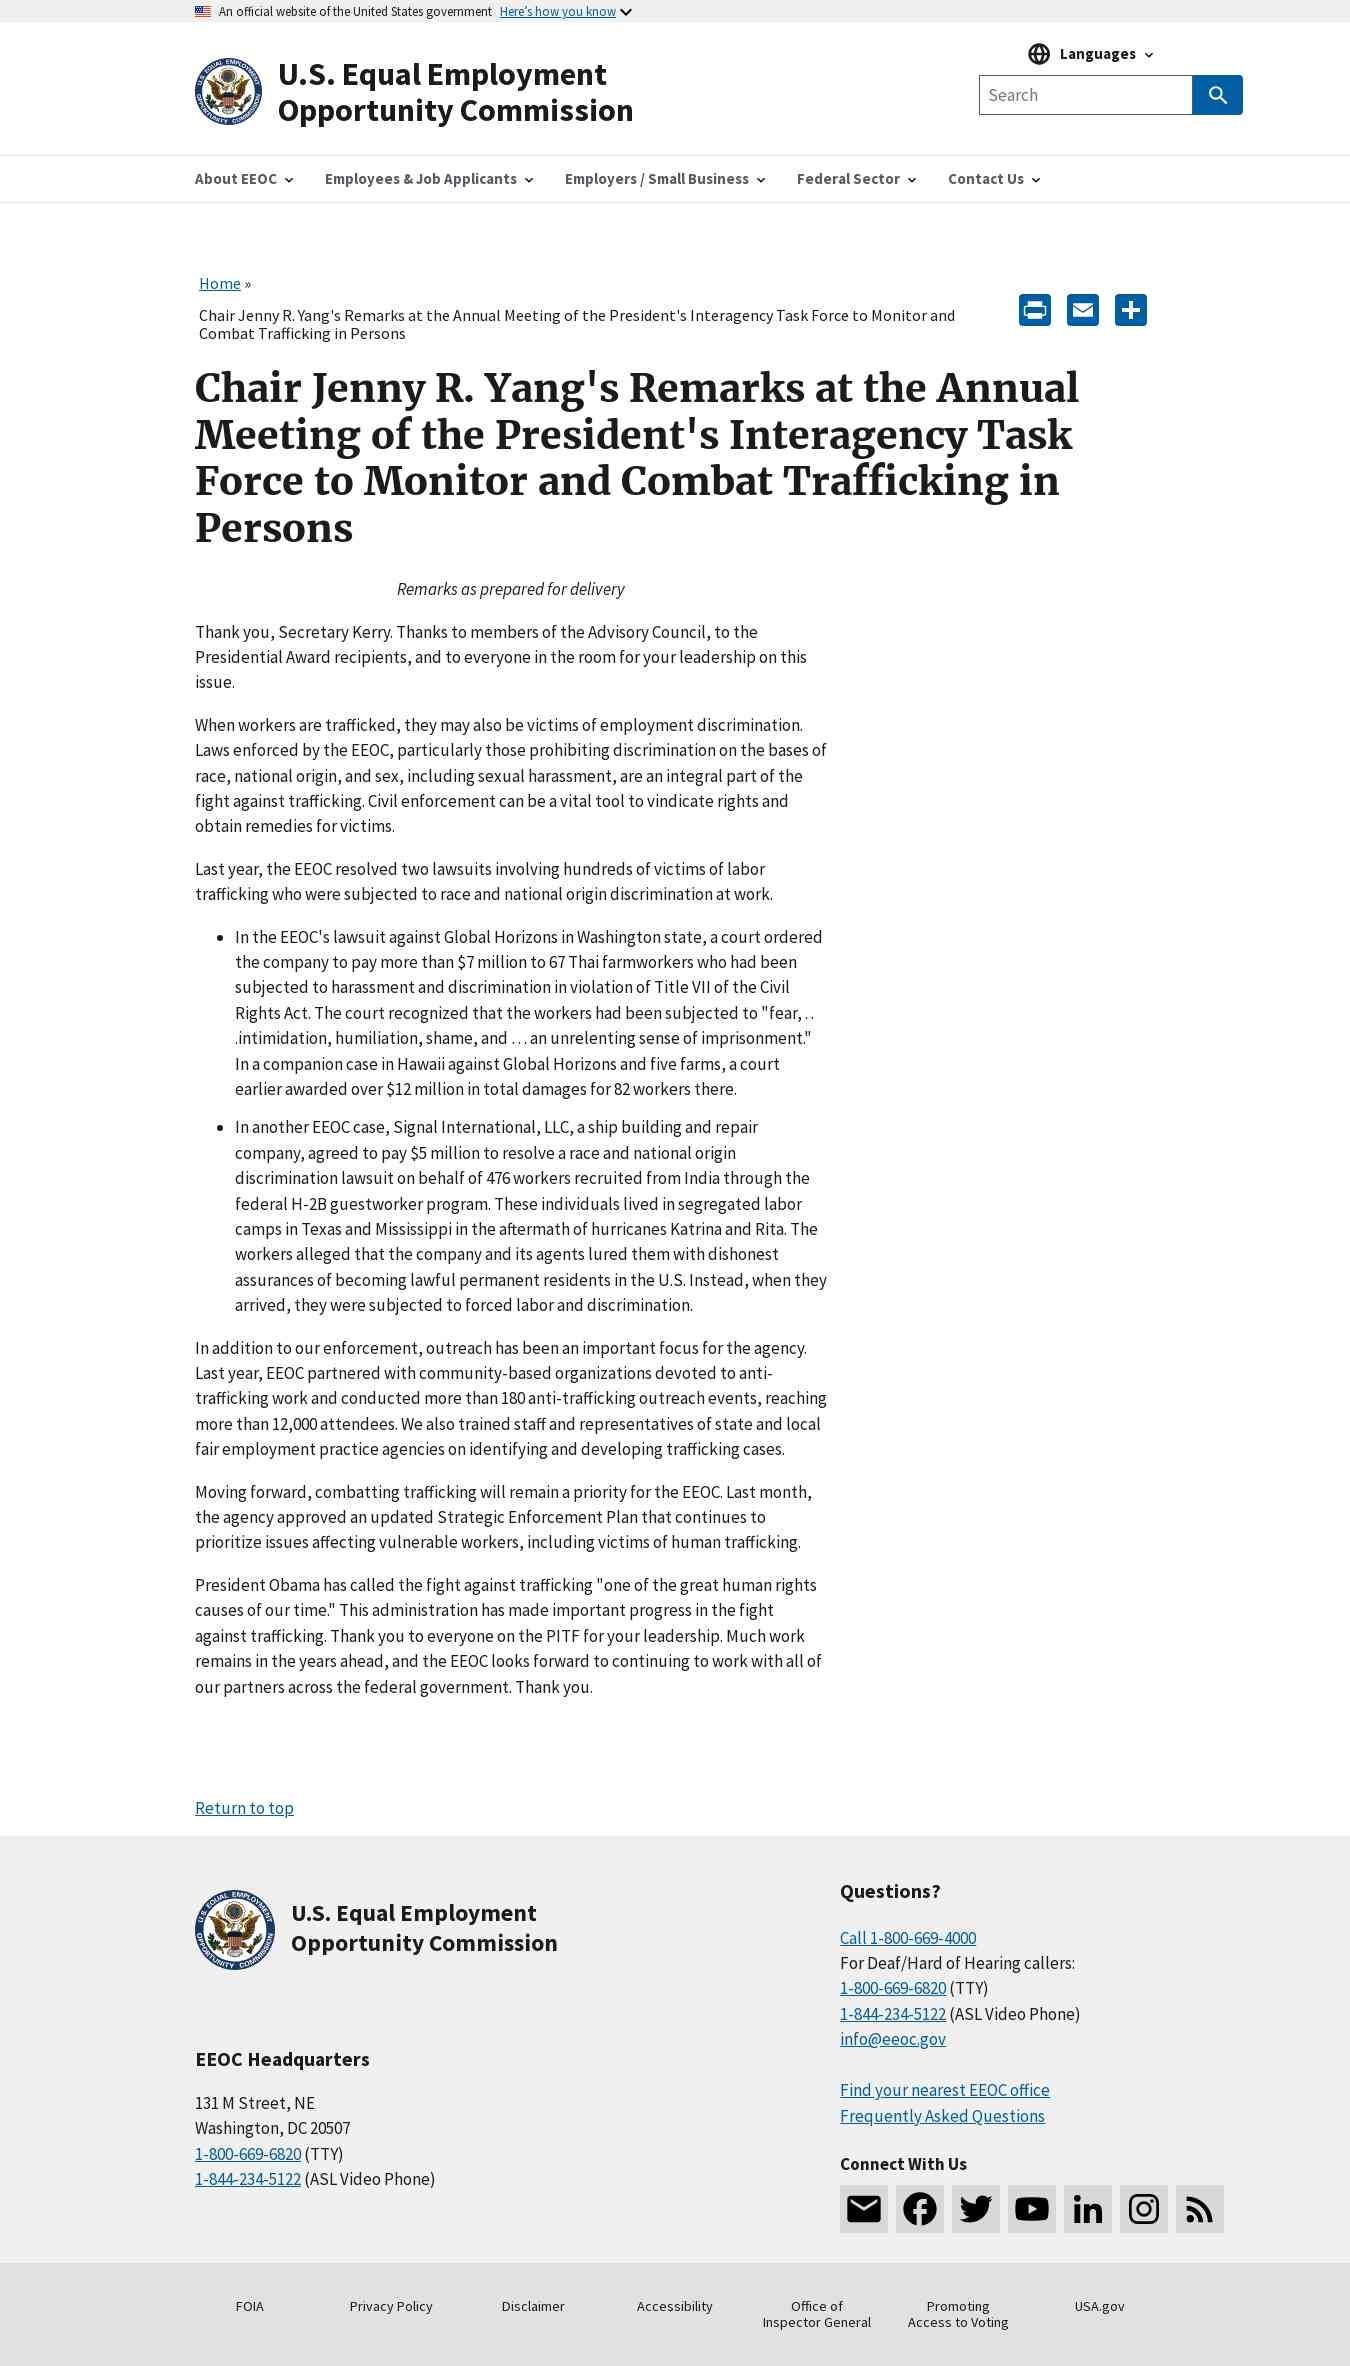 An official website of the United States government Here's how you know
U.S. Equal Employment
Opportunity Commission
Languages
Search
About EEOC
Employees & Job Applicants
Employers / Small Business
Federal Sector
Contact Us
Home »
Chair Jenny R. Yang's Remarks at the Annual Meeting of the President's Interagency Task Force to Monitor and
Combat Trafficking in Persons
Chair Jenny R. Yang's Remarks at the Annual
Meeting of the President's Interagency Task
Force to Monitor and Combat Trafficking in
Persons
Remarks as prepared for delivery
Thank you, Secretary Kerry. Thanks to members of the Advisory Council, to the
Presidential Award recipients, and to everyone in the room for your leadership on this
issue.
When workers are trafficked, they may also be victims of employment discrimination.
Laws enforced by the EEOC, particularly those prohibiting discrimination on the bases of
race, national origin, and sex, including sexual harassment, are an integral part of the
fight against trafficking. Civil enforcement can be a vital tool to vindicate rights and
obtain remedies for victims.
Last year, the EEOC resolved two lawsuits involving hundreds of victims of labor
trafficking who were subjected to race and national origin discrimination at work.
• In the EEOC's lawsuit against Global Horizons in Washington state, a court ordered
the company to pay more than $7 million to 67 Thai farmworkers who had been
subjected to harassment and discrimination in violation of Title VII of the Civil
Rights Act. The court recognized that the workers had been subjected to "fear, . .
.intimidation, humiliation, shame, and . . . an unrelenting sense of imprisonment."
In a companion case in Hawaii against Global Horizons and five farms, a court
earlier awarded over $12 million in total damages for 82 workers there.
• In another EEOC case, Signal International, LLC, a ship building and repair
company, agreed to pay $5 million to resolve a race and national origin
discrimination lawsuit on behalf of 476 workers recruited from India through the
federal H-2B guestworker program. These individuals lived in segregated labor
camps in Texas and Mississippi in the aftermath of hurricanes Katrina and Rita. The
workers alleged that the company and its agents lured them with dishonest
assurances of becoming lawful permanent residents in the U.S. Instead, when they
arrived, they were subjected to forced labor and discrimination.
In addition to our enforcement, outreach has been an important focus for the agency.
Last year, EEOC partnered with community-based organizations devoted to anti-
trafficking work and conducted more than 180 anti-trafficking outreach events, reaching
more than 12,000 attendees. We also trained staff and representatives of state and local
fair employment practice agencies on identifying and developing trafficking cases.
Moving forward, combatting trafficking will remain a priority for the EEOC. Last month,
the agency approved an updated Strategic Enforcement Plan that continues to
prioritize issues affecting vulnerable workers, including victims of human trafficking.
President Obama has called the fight against trafficking "one of the great human rights
causes of our time." This administration has made important progress in the fight
against trafficking. Thank you to everyone on the PITF for your leadership. Much work
remains in the years ahead, and the EEOC looks forward to continuing to work with all of
our partners across the federal government. Thank you.
Return to top
U.S. Equal Employment
Opportunity Commission
EEOC Headquarters
131 M Street, NE
Washington, DC 20507
1-800-669-6820 (TTY)
1-844-234-5122 (ASL Video Phone)
Questions?
Call 1-800-669-4000
For Deaf/Hard of Hearing callers:
1-800-669-6820 (TTY)
1-844-234-5122 (ASL Video Phone)
info@eeoc.gov
Find your nearest EEOC office
Frequently Asked Questions
Connect With Us
FOIA
Privacy Policy
Disclaimer
Accessibility
Office of
Inspector General
Promoting
Access to Voting
USA.gov